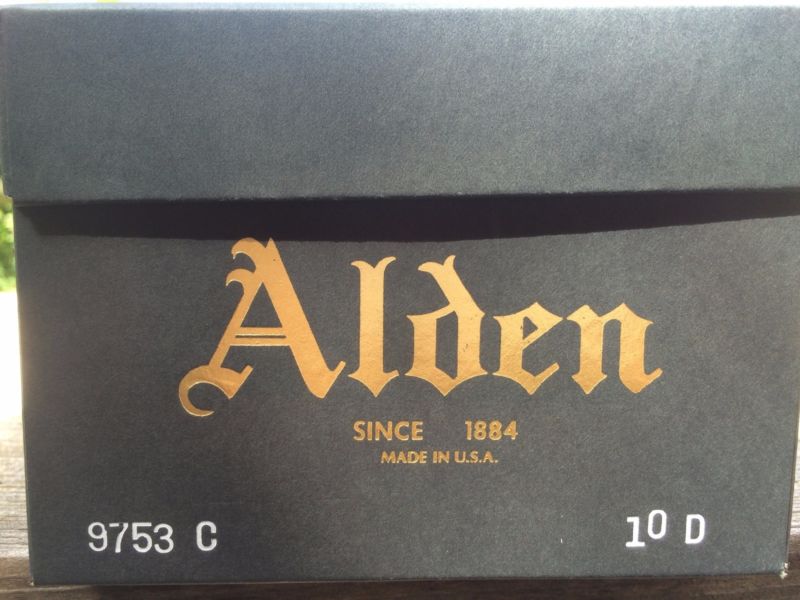 Alden
SINCE 1884
MADE IN U.S.A.
9753 C 10 D